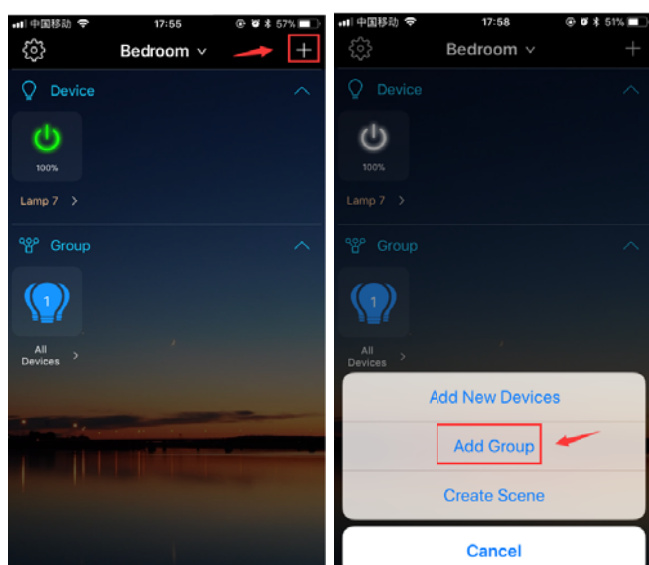 中国移动 17:55 57%
Bedroom
Device
100%
Lamp 7 >
Group
1
All
Devices >
中国移动 17:58 51%
Bedroom
Device
100%
Lamp 7 >
Group
1
All
Devices >
Add New Devices
Add Group
Create Scene
Cancel